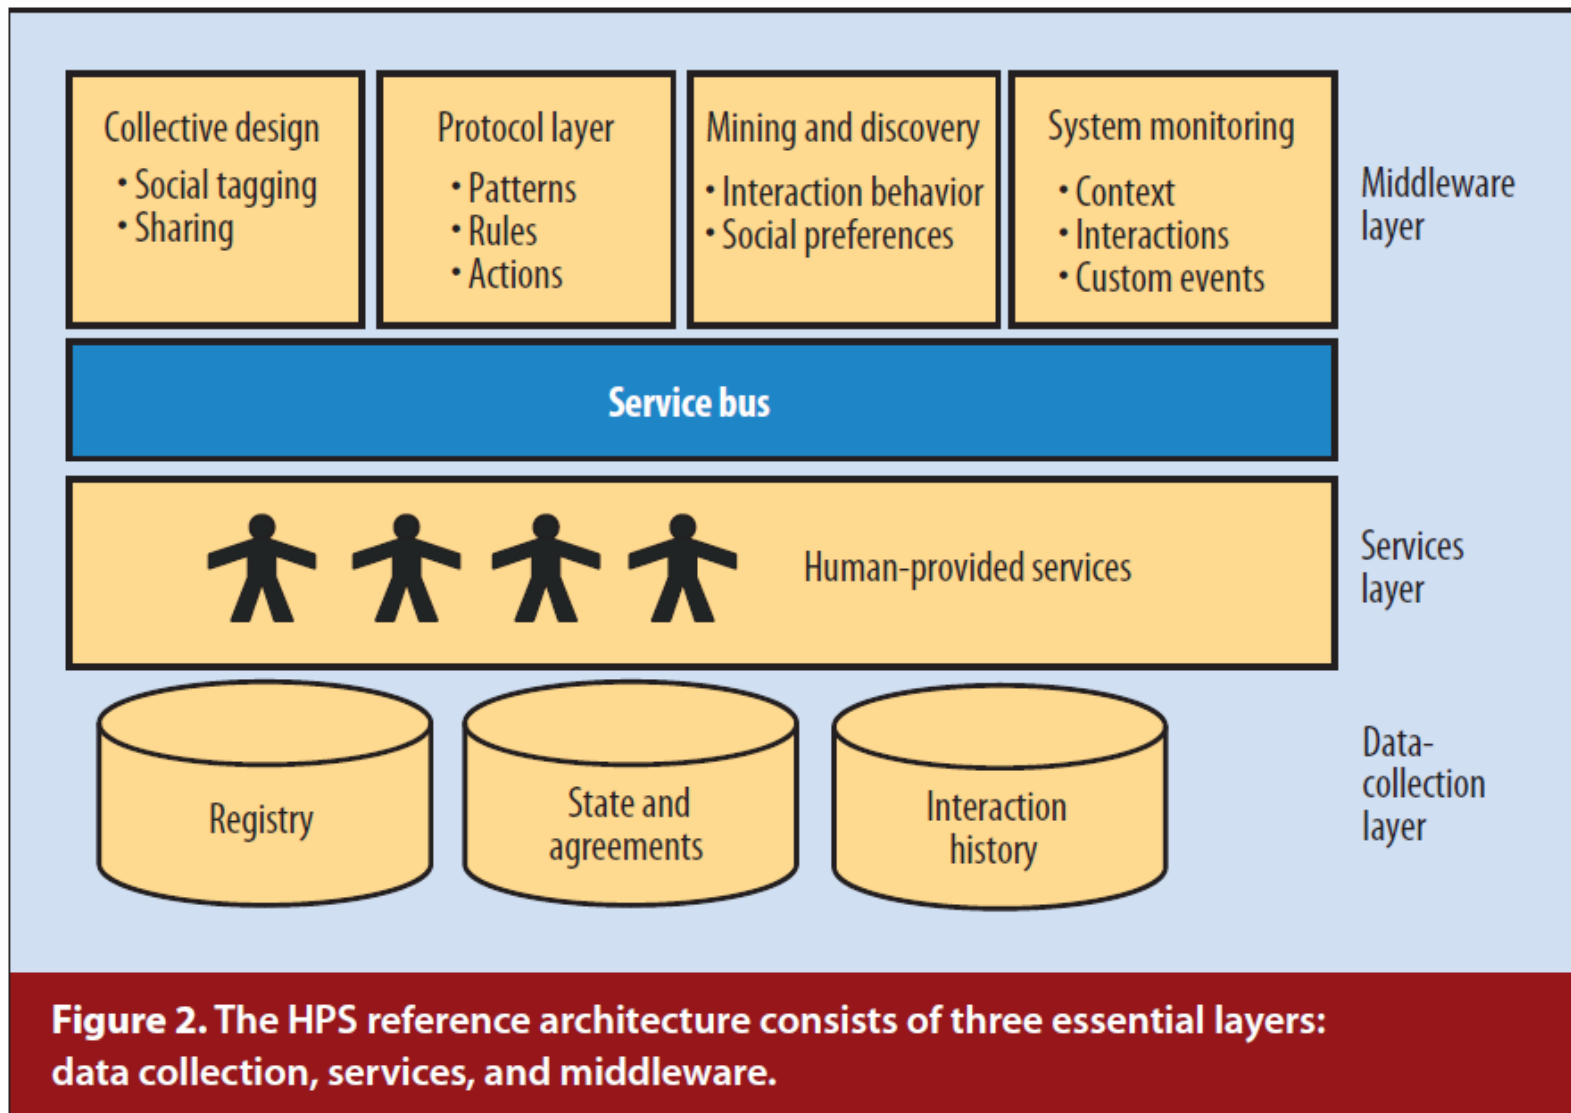 Collective design
• Social tagging
• Sharing
Protocol layer
• Patterns
• Rules
• Actions
Mining and discovery
• Interaction behavior
• Social preferences
System monitoring
• Context
• Interactions
• Custom events
Middleware
layer
Service bus
Human-provided services
Services
layer
Registry
State and
agreements
Interaction
history
Data-
collection
layer
Figure 2. The HPS reference architecture consists of three essential layers:
data collection, services, and middleware.